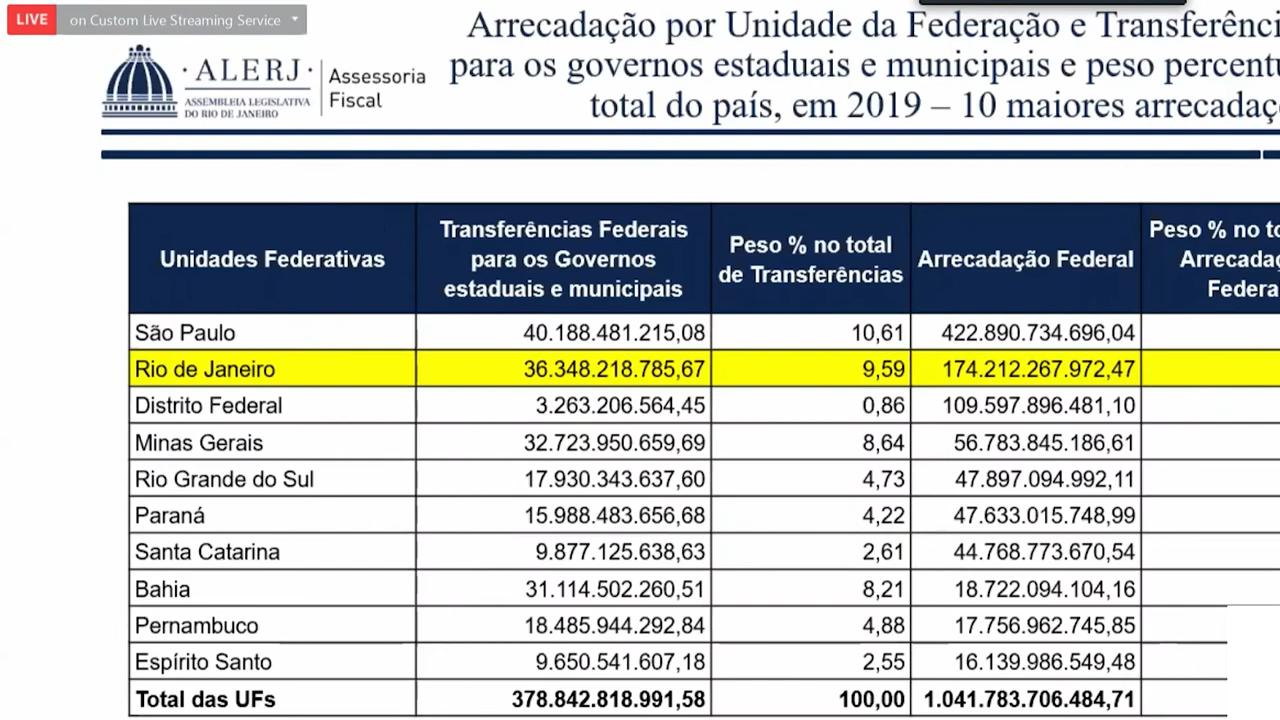 LIVE on Custom Live Streaming Service
Arrecadação por Unidade da Federação e Transferênci
para os governos estaduais e municipais e peso percentu
total do país, em 2019 – 10 maiores arrecadaç
· ALERJ ·
ASSEMBLEIA LEGISLATIVA
DO RIO DE JANEIRO
Assessoria
Fiscal
Unidades Federativas
Transferências Federais
para os Governos
estaduais e municipais
Peso % no total
de Transferências
Arrecadação Federal
Peso % no to
Arrecadaç
Federa
São Paulo 40.188.481.215,08 10,61 422.890.734.696,04
Rio de Janeiro 36.348.218.785,67 9,59 174.212.267.972,47
Distrito Federal 3.263.206.564,45 0,86 109.597.896.481,10
Minas Gerais 32.723.950.659,69 8,64 56.783.845.186,61
Rio Grande do Sul 17.930.343.637,60 4,73 47.897.094.992,11
Paraná 15.988.483.656,68 4,22 47.633.015.748,99
Santa Catarina 9.877.125.638,63 2,61 44.768.773.670,54
Bahia 31.114.502.260,51 8,21 18.722.094.104,16
Pernambuco 18.485.944.292,84 4,88 17.756.962.745,85
Espírito Santo 9.650.541.607,18 2,55 16.139.986.549,48
Total das UFs 378.842.818.991,58 100,00 1.041.783.706.484,71